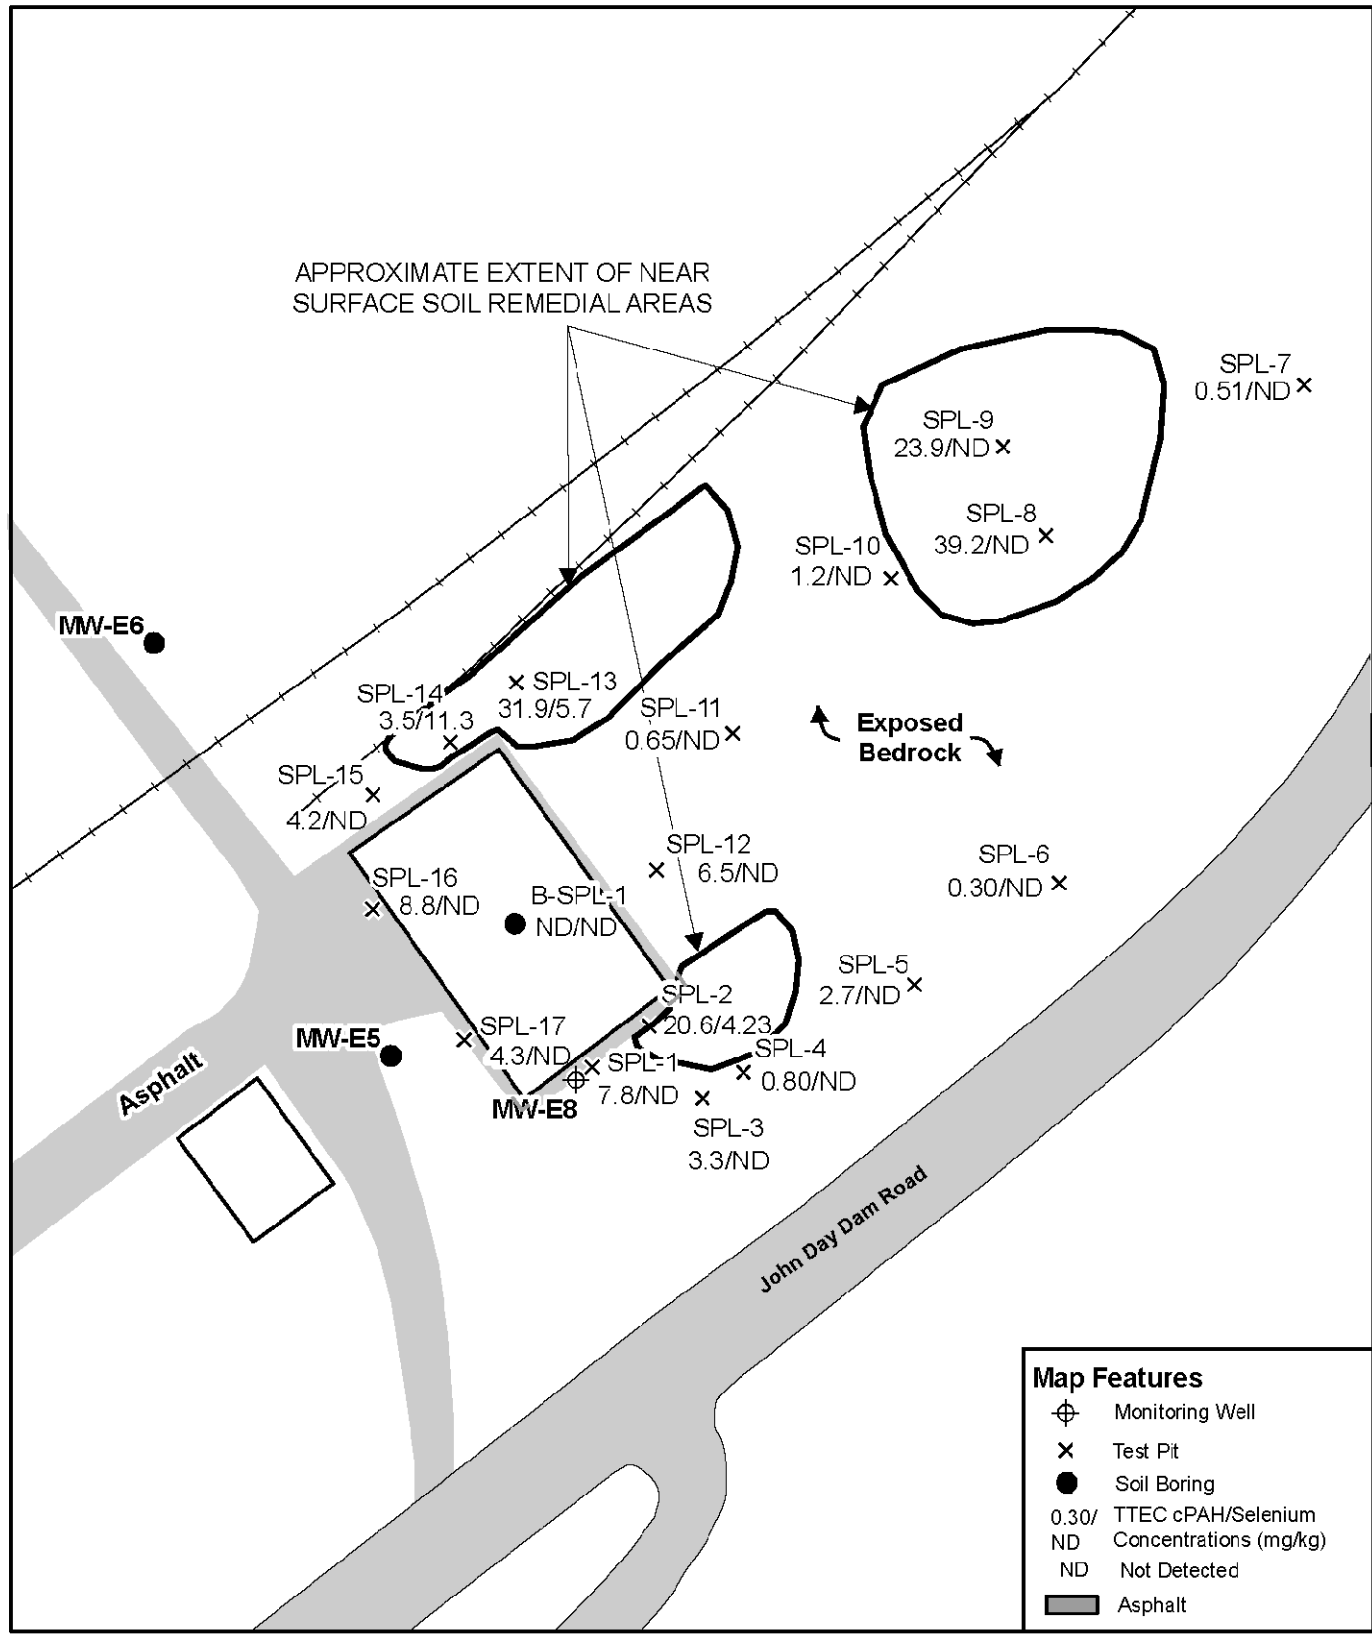 APPROXIMATE EXTENT OF NEAR
SURFACE SOIL REMEDIAL AREAS
SPL-7
0.51/ND
SPL-9
23.9/ND
SPL-8
39.2/ND
SPL-10
1.2/ND
MW-E6
SPL-14
3.5/11.3
SPL-13
31.9/5.7
SPL-11
0.65/ND
Exposed
Bedrock
SPL-15
4.2/ND
SPL-12
6.5/ND
SPL-6
0.30/ND
SPL-16
8.8/ND
B-SPL-1
ND/ND
SPL-5
2.7/ND
SPL-2
20.6/4.23
SPL-17
4.3/ND
MW-E5
SPL-4
0.80/ND
SPL-1
7.8/ND
MW-E8
Asphalt
SPL-3
3.3/ND
John Day Dam Road
Map Features
Monitoring Well
Test Pit
Soil Boring
0.30/ TTEC cPAH/Selenium
ND Concentrations (mg/kg)
ND Not Detected
Asphalt